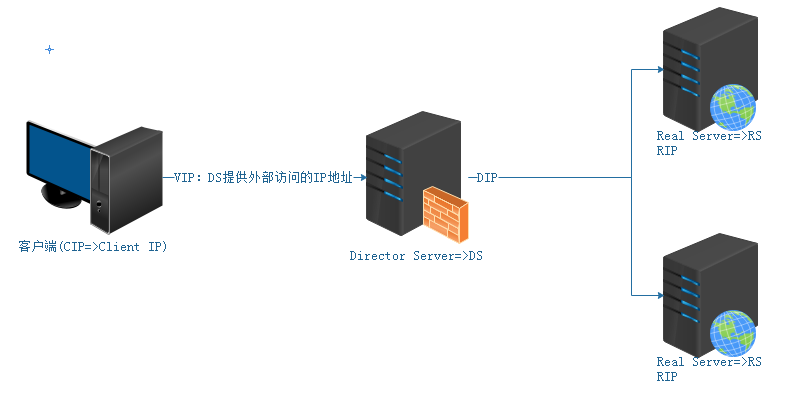 VIP：DS提供外部访问的IP地址
DIP
客户端(CIP=>Client IP)
Director Server=>DS
Real Server=>RS
RIP
Real Server=>RS
RIP